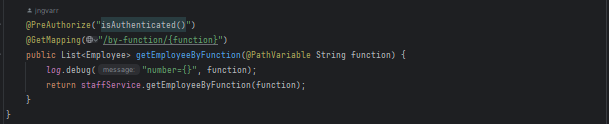 jngvarr
@PreAuthorize("isAuthenticated()")
@GetMapping("/by-function/{function}")
public List<Employee> getEmployeeByFunction(@PathVariable String function) {
log.debug( message: "number={}", function);
return staffService.getEmployeeByFunction(function);
}
}